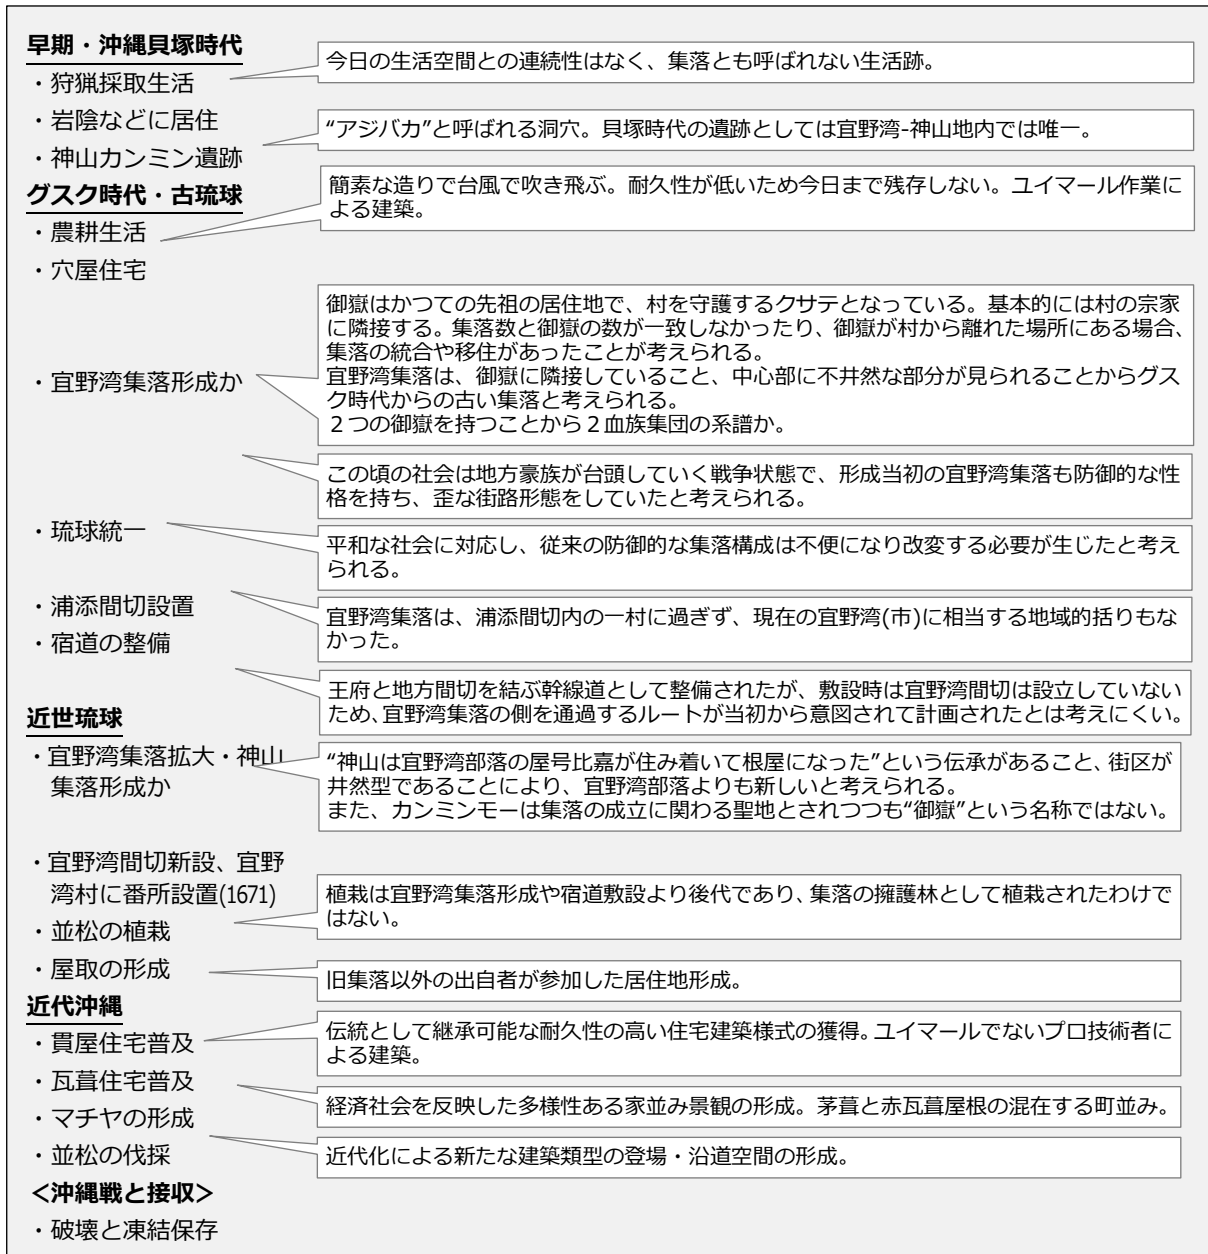 早期・沖縄貝塚時代
・狩猟採取生活
今日の生活空間との連続性はなく、集落とも呼ばれない生活跡。
・岩陰などに居住
・神山カンミン遺跡
“アジバカ”と呼ばれる洞穴。貝塚時代の遺跡としては宜野湾-神山地内では唯一。
グスク時代・古琉球
・農耕生活
簡素な造りで台風で吹き飛ぶ。耐久性が低いため今日まで残存しない。ユイマール作業に
よる建築。
・穴屋住宅
・宜野湾集落形成か
御嶽はかつての先祖の居住地で、村を守護するクサテとなっている。基本的には村の宗家
に隣接する。集落数と御嶽の数が一致しなかったり、御嶽が村から離れた場所にある場合、
集落の統合や移住があったことが考えられる。
宜野湾集落は、御嶽に隣接していること、中心部に不井然な部分が見られることからグス
ク時代からの古い集落と考えられる。
２つの御嶽を持つことから２血族集団の系譜か。
この頃の社会は地方豪族が台頭していく戦争状態で、形成当初の宜野湾集落も防御的な性
格を持ち、歪な街路形態をしていたと考えられる。
・琉球統一
平和な社会に対応し、従来の防御的な集落構成は不便になり改変する必要が生じたと考え
られる。
・浦添間切設置
・宿道の整備
宜野湾集落は、浦添間切内の一村に過ぎず、現在の宜野湾(市)に相当する地域的括りもな
かった。
王府と地方間切を結ぶ幹線道として整備されたが、敷設時は宜野湾間切は設立していない
ため、宜野湾集落の側を通過するルートが当初から意図されて計画されたとは考えにくい。
近世琉球
・宜野湾集落拡大・神山
集落形成か
“神山は宜野湾部落の屋号比嘉が住み着いて根屋になった”という伝承があること、街区が
井然型であることにより、宜野湾部落よりも新しいと考えられる。
また、カンミンモーは集落の成立に関わる聖地とされつつも“御嶽”という名称ではない。
・宜野湾間切新設、宜野
湾村に番所設置(1671)
・並松の植栽
植栽は宜野湾集落形成や宿道敷設より後代であり、集落の擁護林として植栽されたわけで
はない。
・屋取の形成
旧集落以外の出自者が参加した居住地形成。
近代沖縄
・貫屋住宅普及
伝統として継承可能な耐久性の高い住宅建築様式の獲得。ユイマールでないプロ技術者に
よる建築。
・瓦葺住宅普及
・マチヤの形成
経済社会を反映した多様性ある家並み景観の形成。茅葺と赤瓦葺屋根の混在する町並み。
・並松の伐採
近代化による新たな建築類型の登場・沿道空間の形成。
＜沖縄戦と接収＞
・破壊と凍結保存